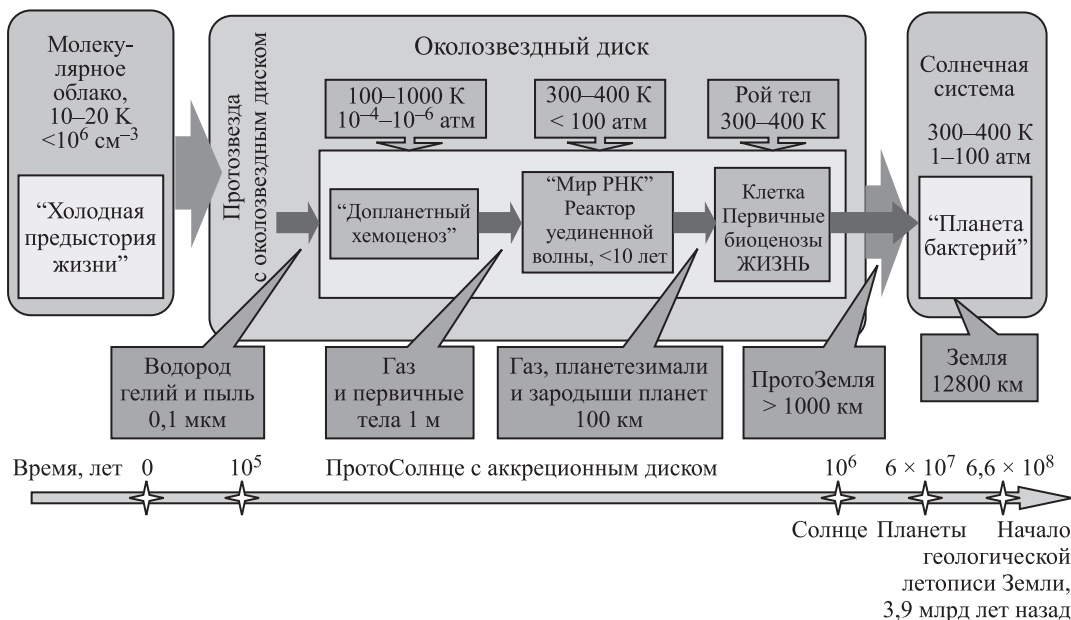 Молеку-
лярное
облако,
10–20 K
<10⁶ см⁻³
“Холодная
предыстория
жизни”
Протозвезда
с околозвездным диском
Околозвездный диск
100–1000 К
10⁻⁴–10⁻⁶ атм
300–400 К
< 100 атм
Рой тел
300–400 К
“Допланетный
хемоценоз”
“Мир РНК”
Реактор
уединенной
волны, <10 лет
Клетка
Первичные
биоценозы
ЖИЗНЬ
Солнечная
система
300–400 К
1–100 атм
“Планета
бактерий”
Водород
гелий и пыль
0,1 мкм
Газ
и первичные
тела 1 м
Газ, планетезимали
и зародыши планет
100 км
ПротоЗемля
> 1000 км
Земля
12800 км
Время, лет
0
10⁵
ПротоСолнце с аккреционным диском
10⁶
6 × 10⁷
6,6 × 10⁸
Солнце
Планеты
Начало
геологической
летописи Земли,
3,9 млрд лет назад